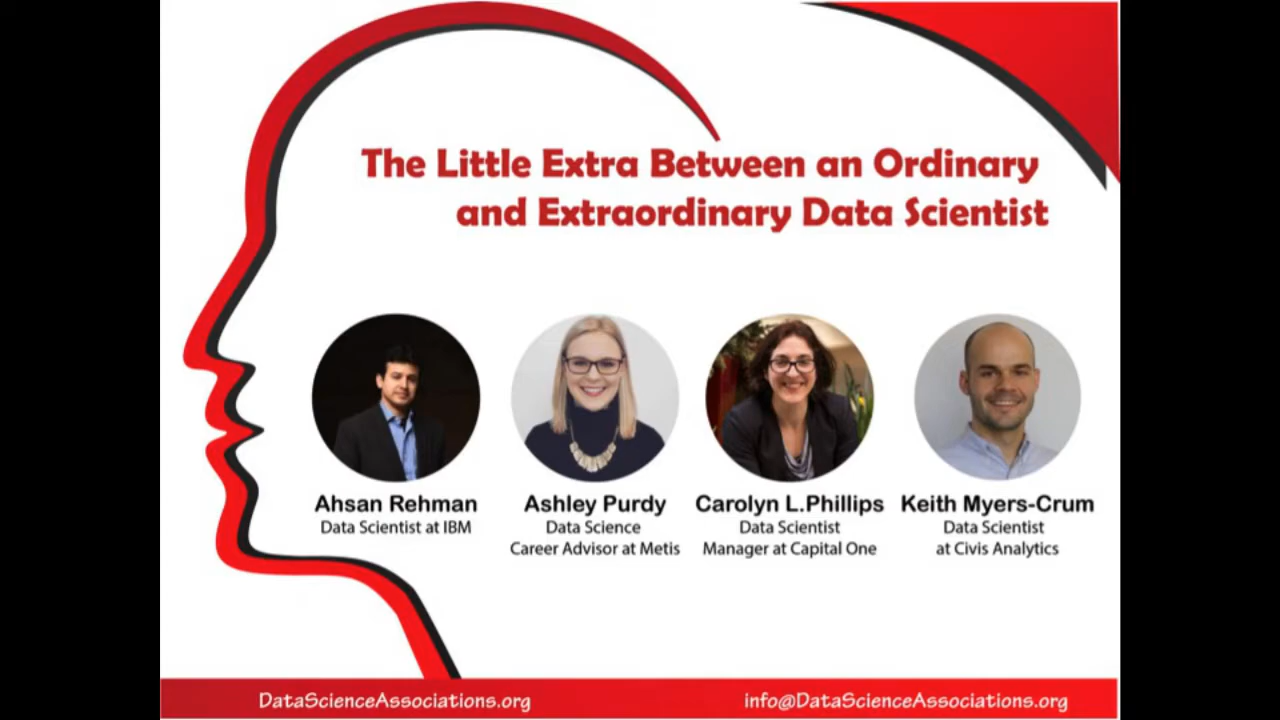 The Little Extra Between an Ordinary
and Extraordinary Data Scientist
Ahsan Rehman
Data Scientist at IBM
Ashley Purdy
Data Science
Career Advisor at Metis
Carolyn L.Phillips
Data Scientist
Manager at Capital One
Keith Myers-Crum
Data Scientist
at Civis Analytics
DataScienceAssociations.org
info@DataScienceAssociations.org